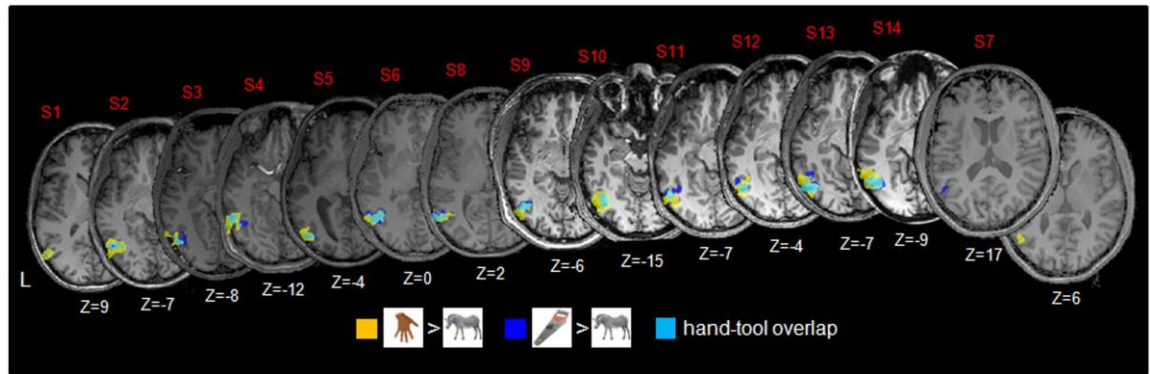 S1
S2
S3
S4
S5
S6
S8
S9
S10
S11
S12
S13
S14
S7
L
Z=9
Z=-7
Z=-8
Z=-12
Z=-4
Z=0
Z=2
Z=-6
Z=-15
Z=-7
Z=-4
Z=-7
Z=-9
Z=17
Z=6
> > hand-tool overlap